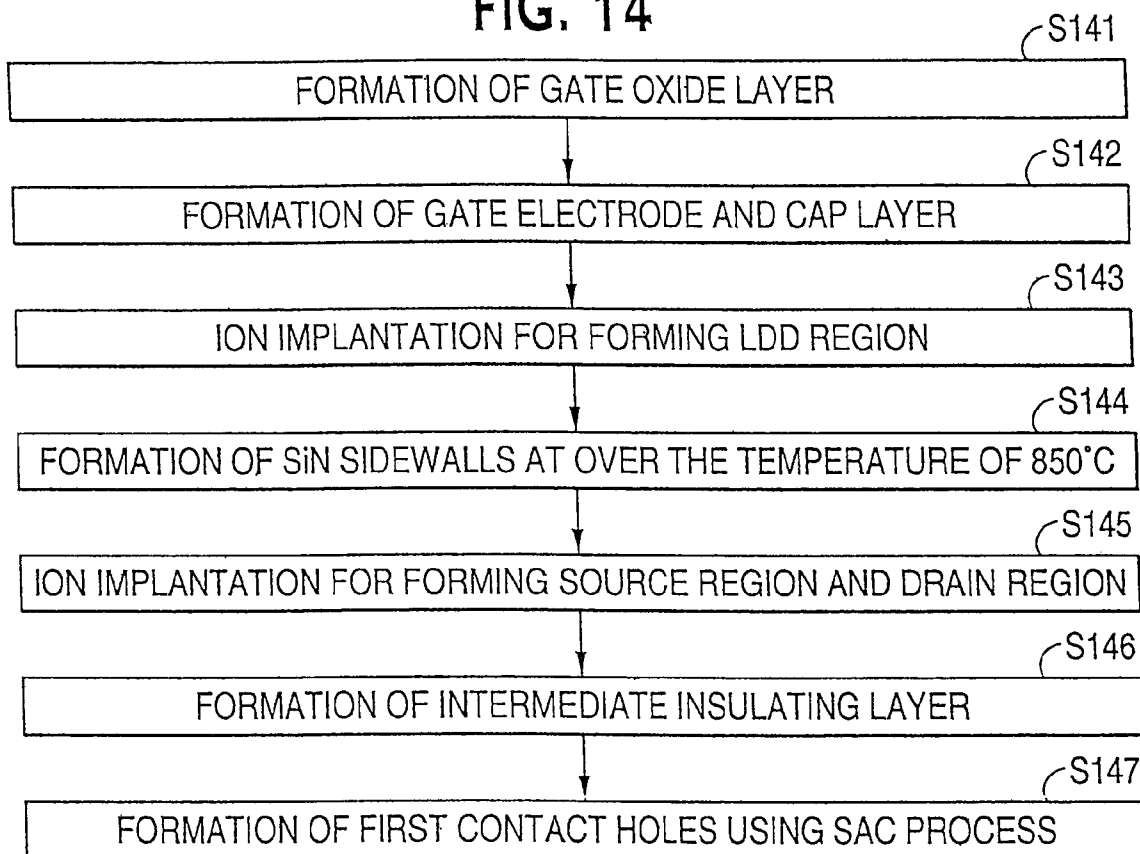 FIG. 14
S141
FORMATION OF GATE OXIDE LAYER
S142
FORMATION OF GATE ELECTRODE AND CAP LAYER
S143
ION IMPLANTATION FOR FORMING LDD REGION
S144
FORMATION OF SiN SIDEWALLS AT OVER THE TEMPERATURE OF 850°C
S145
ION IMPLANTATION FOR FORMING SOURCE REGION AND DRAIN REGION
S146
FORMATION OF INTERMEDIATE INSULATING LAYER
S147
FORMATION OF FIRST CONTACT HOLES USING SAC PROCESS